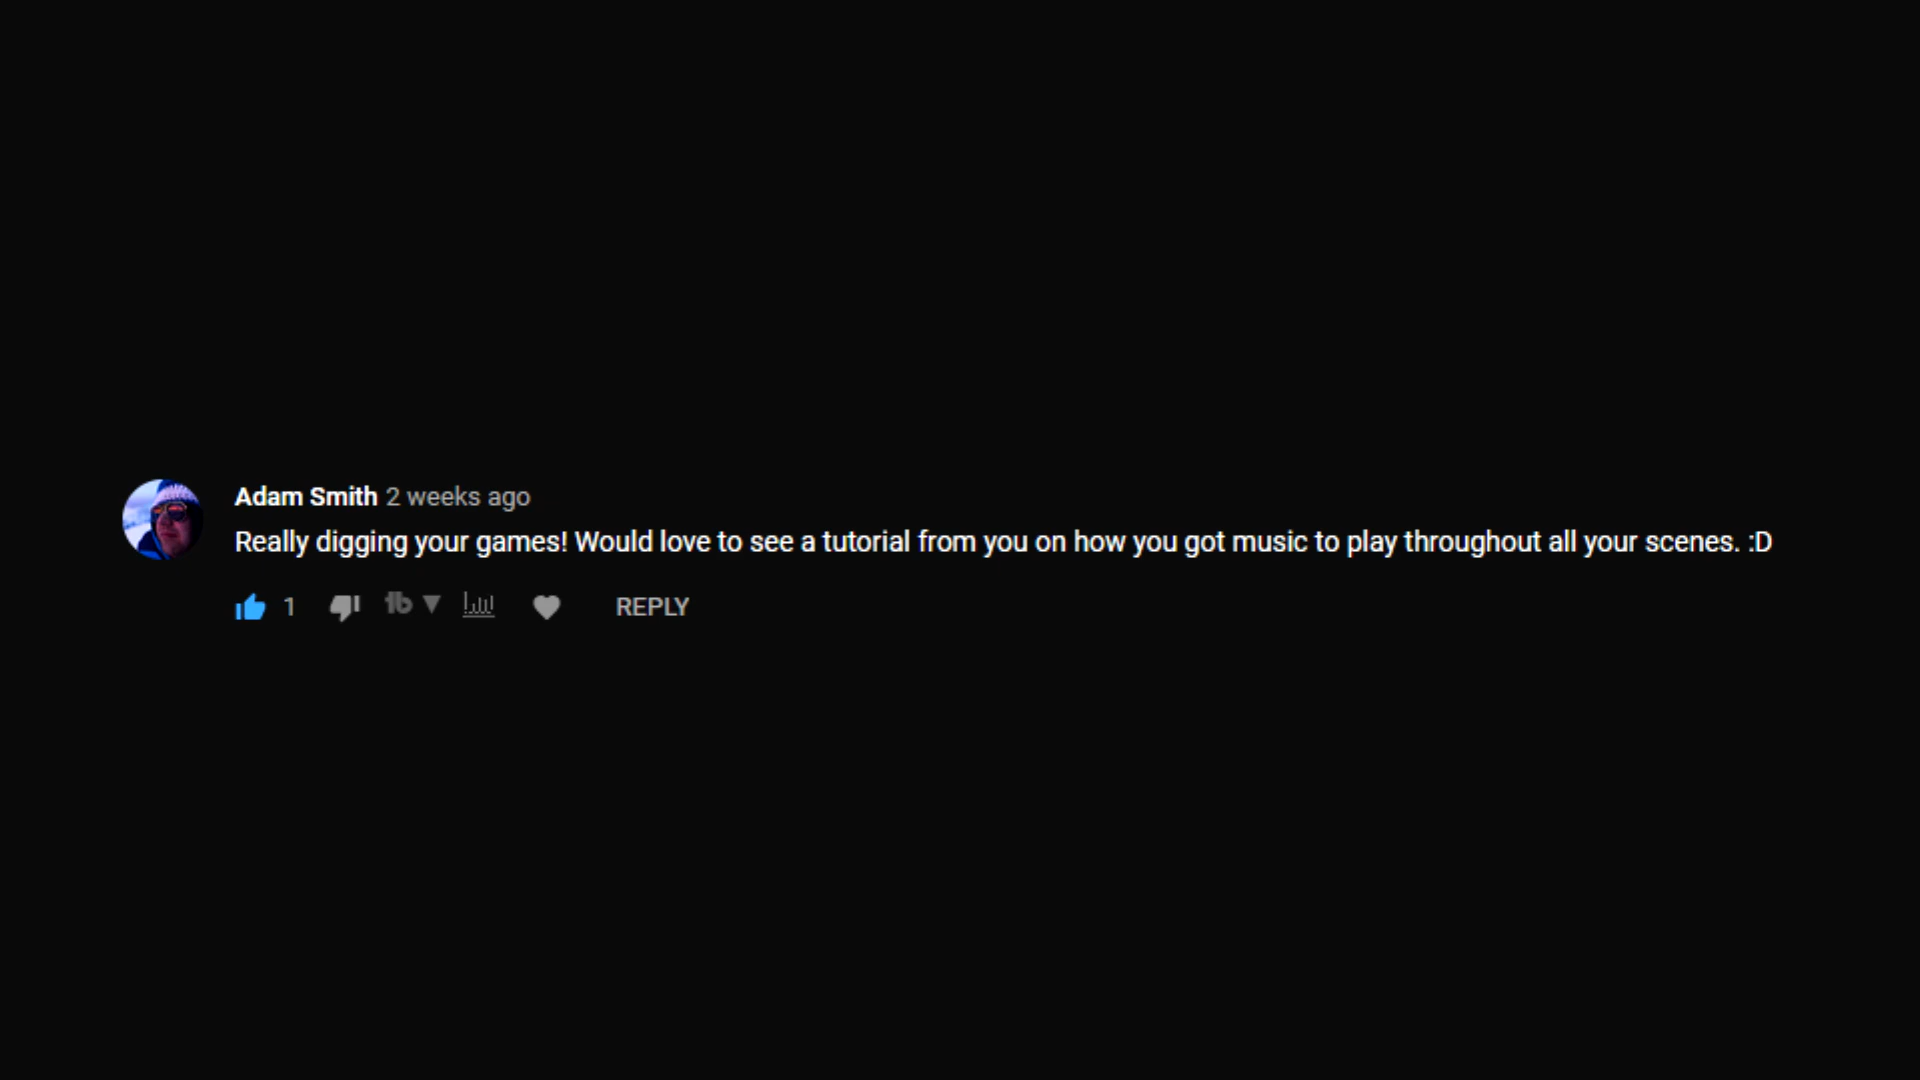 Adam Smith 2 weeks ago
Really digging your games! Would love to see a tutorial from you on how you got music to play throughout all your scenes. :D
1 tb REPLY